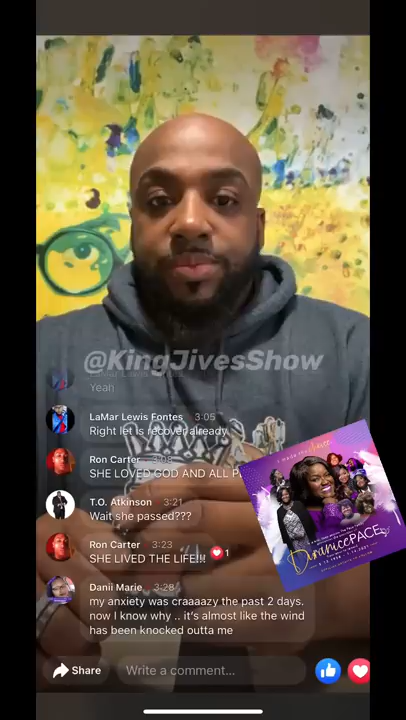 @KingJivesShow
Yeah
LaMar Lewis Fontes 3:05
Right let is recover already
Ron Carter 3:08
SHE LOVED GOD AND ALL P
T.O. Atkinson 3:21
Wait she passed???
Ron Carter 3:23
SHE LIVED THE LIFE!!! 1
Danii Marie 3:28
my anxiety was craaaazy the past 2 days.
now I know why .. it's almost like the wind
has been knocked outta me
DuranicePACE
Share
Write a comment...